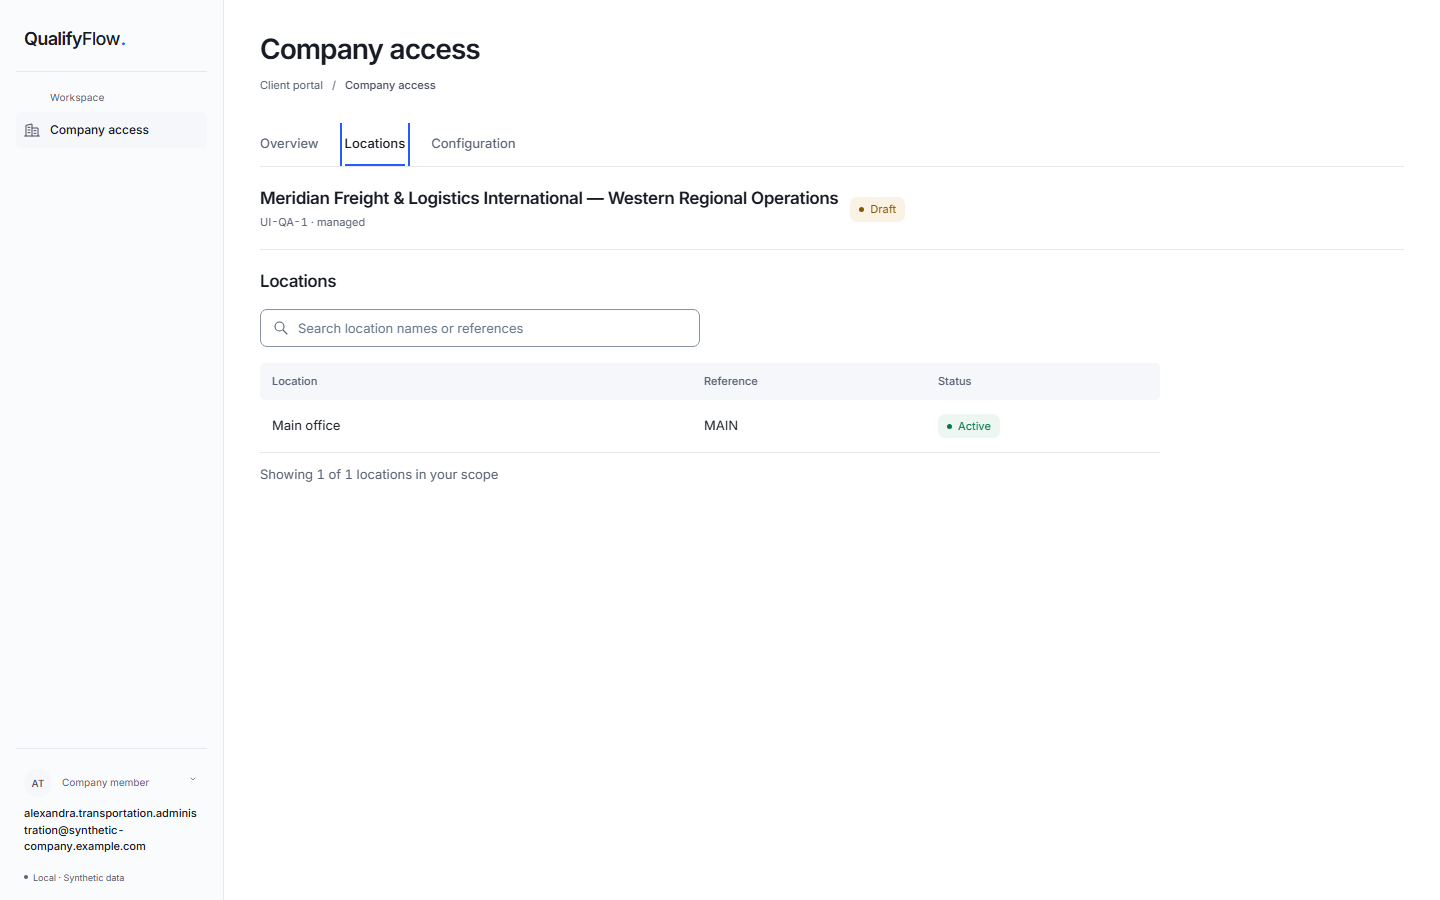 QualifyFlow.
Workspace
Company access
Company access
Client portal / Company access
Overview Locations Configuration
Meridian Freight & Logistics International — Western Regional Operations
Draft
UI-QA-1 · managed
Locations
Search location names or references
Location Reference Status
Main office MAIN Active
Showing 1 of 1 locations in your scope
AT Company member
alexandra.transportation.adminis
tration@synthetic-
company.example.com
Local · Synthetic data